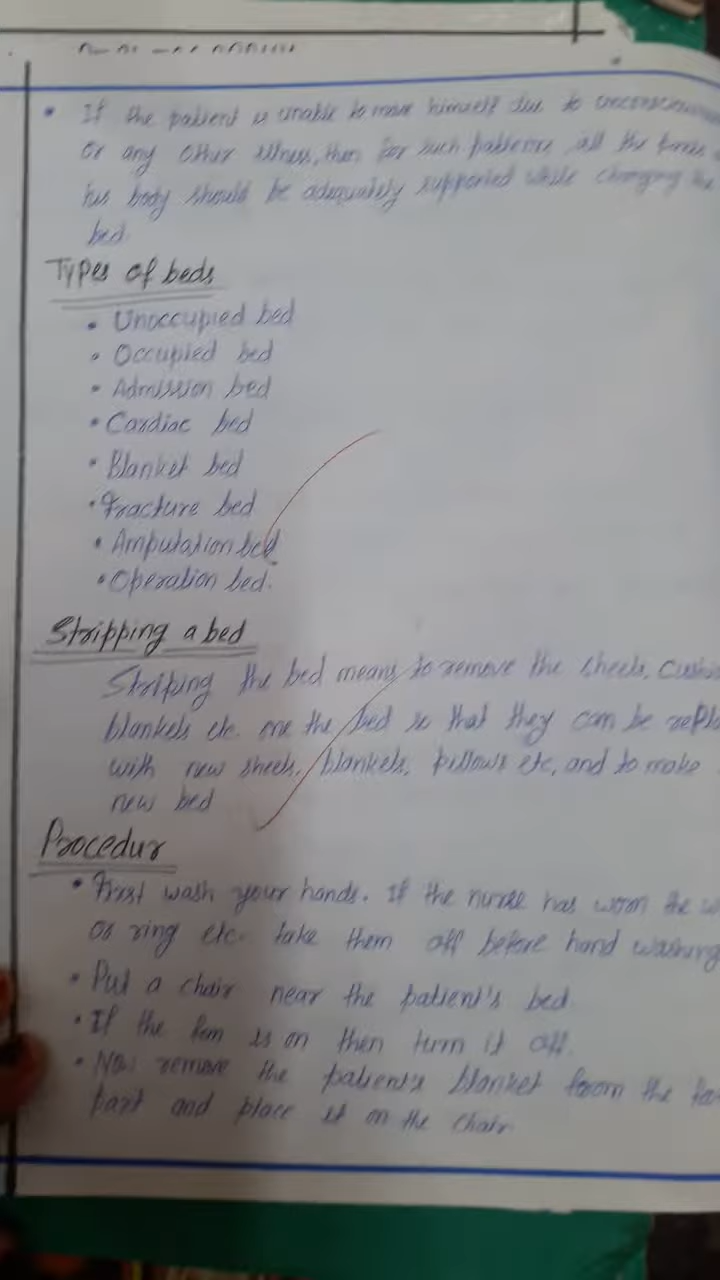 • If the patient is unable to move himself due to
or any other illness, then for such patients, all the
his body should be adequately supported while changing the
bed.
Types of beds
• Unoccupied bed
• Occupied bed
• Admission bed
• Cardiac bed
• Blanket bed
• Fracture bed
• Amputation bed
• Operation bed.
Stripping a bed
Striping the bed means to remove the sheets,
blankets etc. the bed so that they can be
with new sheets, blankets, pillows etc, and to make
new bed
Procedur
• First wash your hands. If the nurse has worn the
or ring etc. take them off before hand washing
• Put a chair near the patient's bed.
• If the is on then turn it off.
• remove the patient's blanket from the
part and place it on the chair.